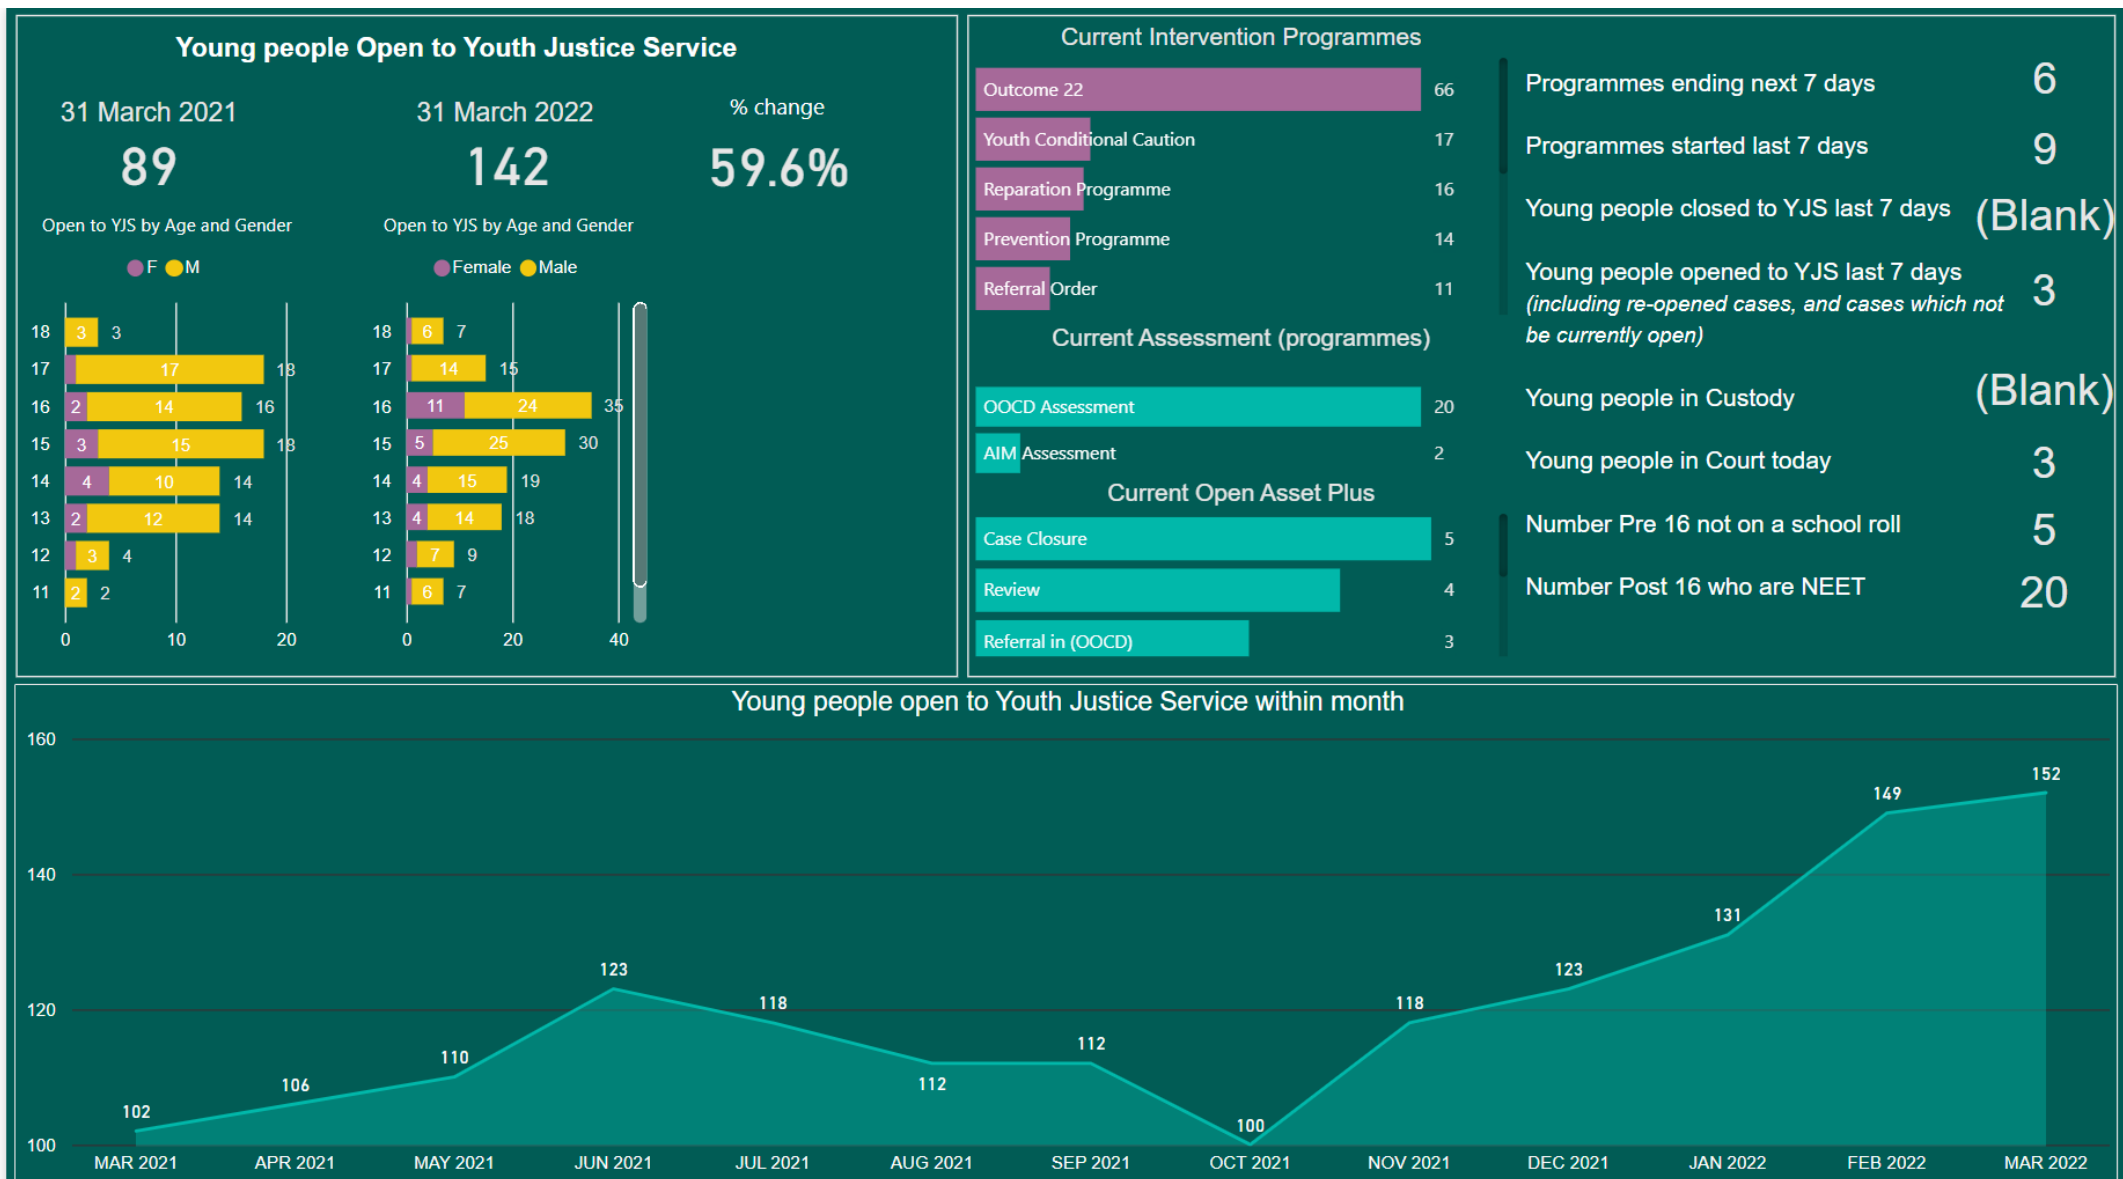 Young people Open to Youth Justice Service
31 March 2021
31 March 2022
% change
89
142
59.6%
Open to YJS by Age and Gender
Open to YJS by Age and Gender
F M
Female Male
18 3 3
17 17 18
16 2 14 16
15 3 15 18
14 4 10 14
13 2 12 14
12 3 4
11 2 2
0 10 20
18 6 7
17 14 15
16 11 24 35
15 5 25 30
14 4 15 19
13 4 14 18
12 7 9
11 6 7
0 20 40
Current Intervention Programmes
Outcome 22 66
Youth Conditional Caution 17
Reparation Programme 16
Prevention Programme 14
Referral Order 11
Current Assessment (programmes)
OOCD Assessment 20
AIM Assessment 2
Current Open Asset Plus
Case Closure 5
Review 4
Referral in (OOCD) 3
Programmes ending next 7 days 6
Programmes started last 7 days 9
Young people closed to YJS last 7 days (Blank)
Young people opened to YJS last 7 days 3
(including re-opened cases, and cases which not
be currently open)
Young people in Custody (Blank)
Young people in Court today 3
Number Pre 16 not on a school roll 5
Number Post 16 who are NEET 20
Young people open to Youth Justice Service within month
160
140
120
100
102 106 110 123 118 112 112 100 118 123 131 149 152
MAR 2021 APR 2021 MAY 2021 JUN 2021 JUL 2021 AUG 2021 SEP 2021 OCT 2021 NOV 2021 DEC 2021 JAN 2022 FEB 2022 MAR 2022